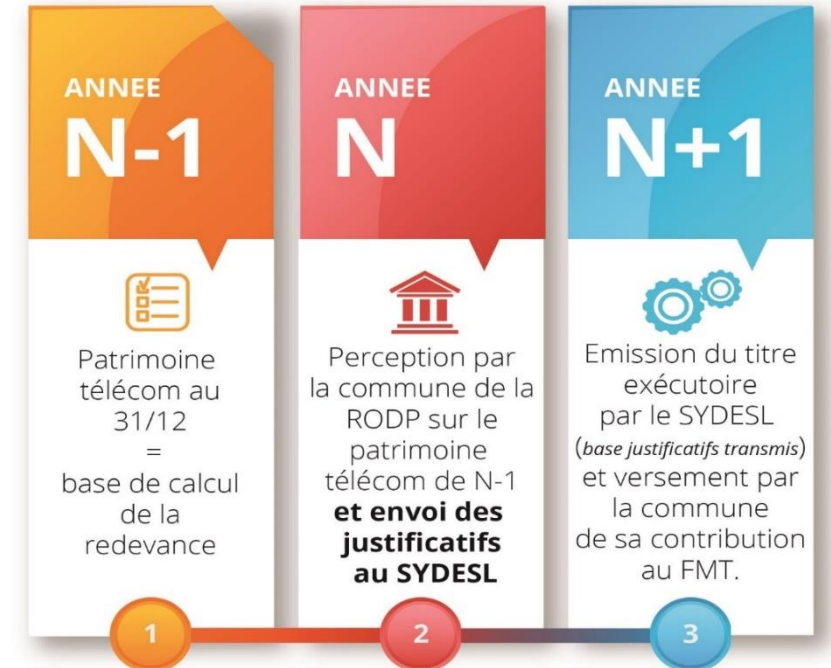 ANNEE
N-1
Patrimoine
télécom au
31/12
=
base de calcul
de la
redevance
1
ANNEE
N
Perception par
la commune de la
RODP sur le
patrimoine
télécom de N-1
et envoi des
justificatifs
au SYDESL
2
ANNEE
N+1
Emission du titre
exécutoire
par le SYDESL
(base justificatifs transmis)
et versement par
la commune
de sa contribution
au FMT.
3